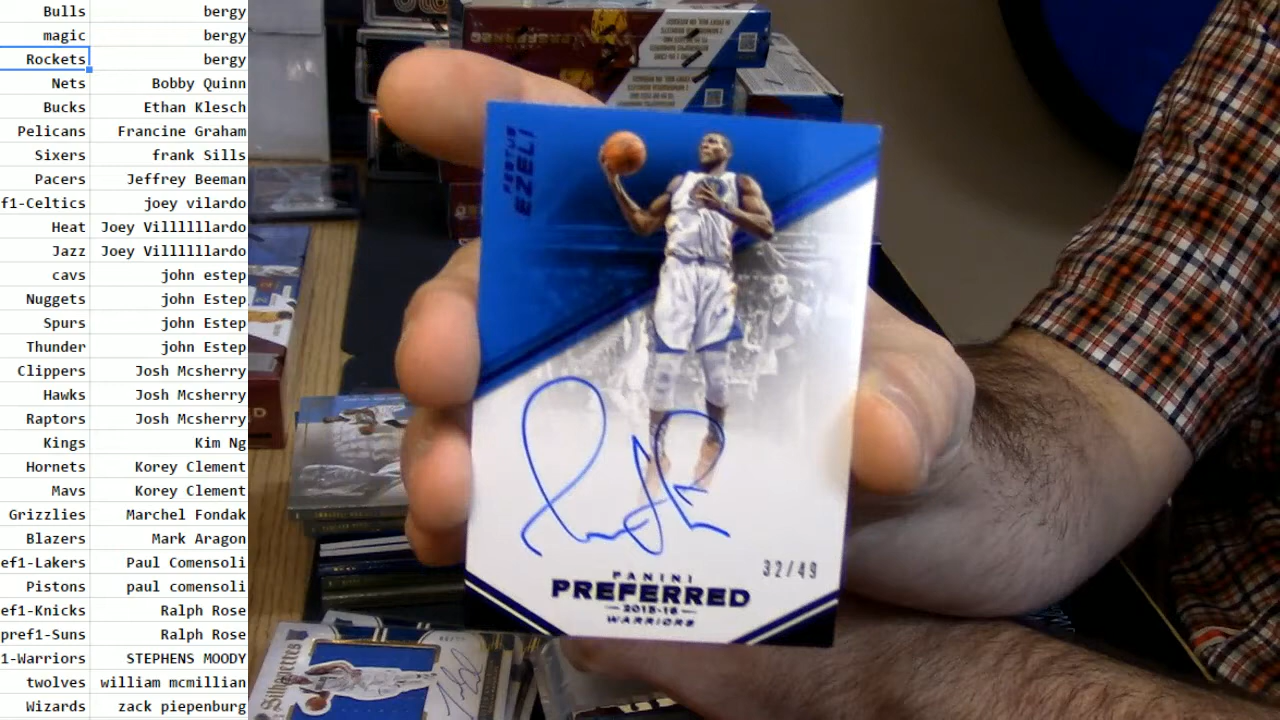 Bulls bergy
magic bergy
Rockets bergy
Nets Bobby Quinn
Bucks Ethan Klesch
Pelicans Francine Graham
Sixers frank Sills
Pacers Jeffrey Beeman
f1-Celtics joey vilardo
Heat Joey Villllllardo
Jazz Joey Villllllardo
cavs john estep
Nuggets john Estep
Spurs john Estep
Thunder john Estep
Clippers Josh Mcsherry
Hawks Josh Mcsherry
Raptors Josh Mcsherry
Kings Kim Ng
Hornets Korey Clement
Mavs Korey Clement
Grizzlies Marchel Fondak
Blazers Mark Aragon
ef1-Lakers Paul Comensoli
Pistons paul comensoli
ef1-Knicks Ralph Rose
pref1-Suns Ralph Rose
1-Warriors STEPHENS MOODY
twolves william mcmillian
Wizards zack piepenburg
FESTUS
EZELI
32/49
PANINI
PREFERRED
2015-16
WARRIORS
Silhouettes